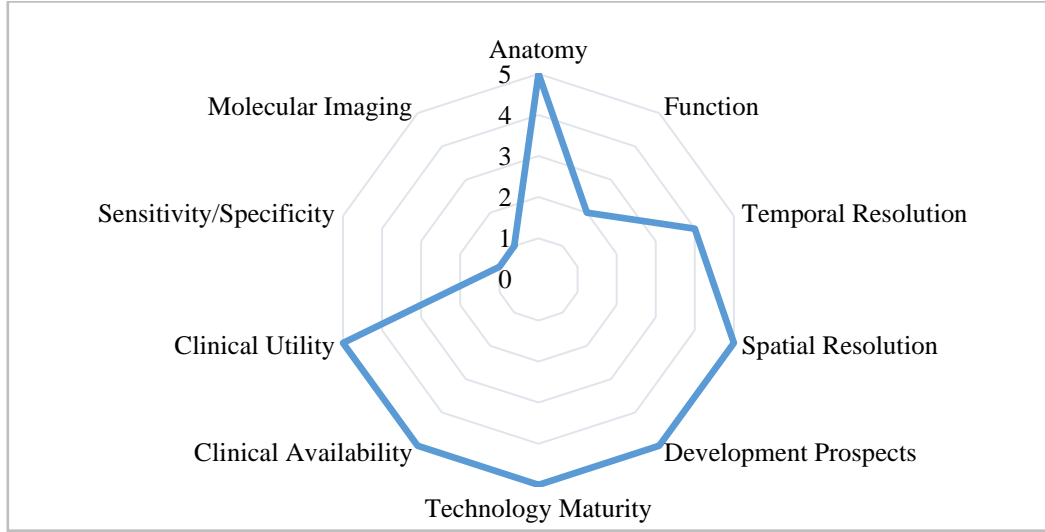 Anatomy
5
Molecular Imaging
Function
4
3
Sensitivity/Specificity
2
Temporal Resolution
1
0
Clinical Utility
Spatial Resolution
Clinical Availability
Development Prospects
Technology Maturity